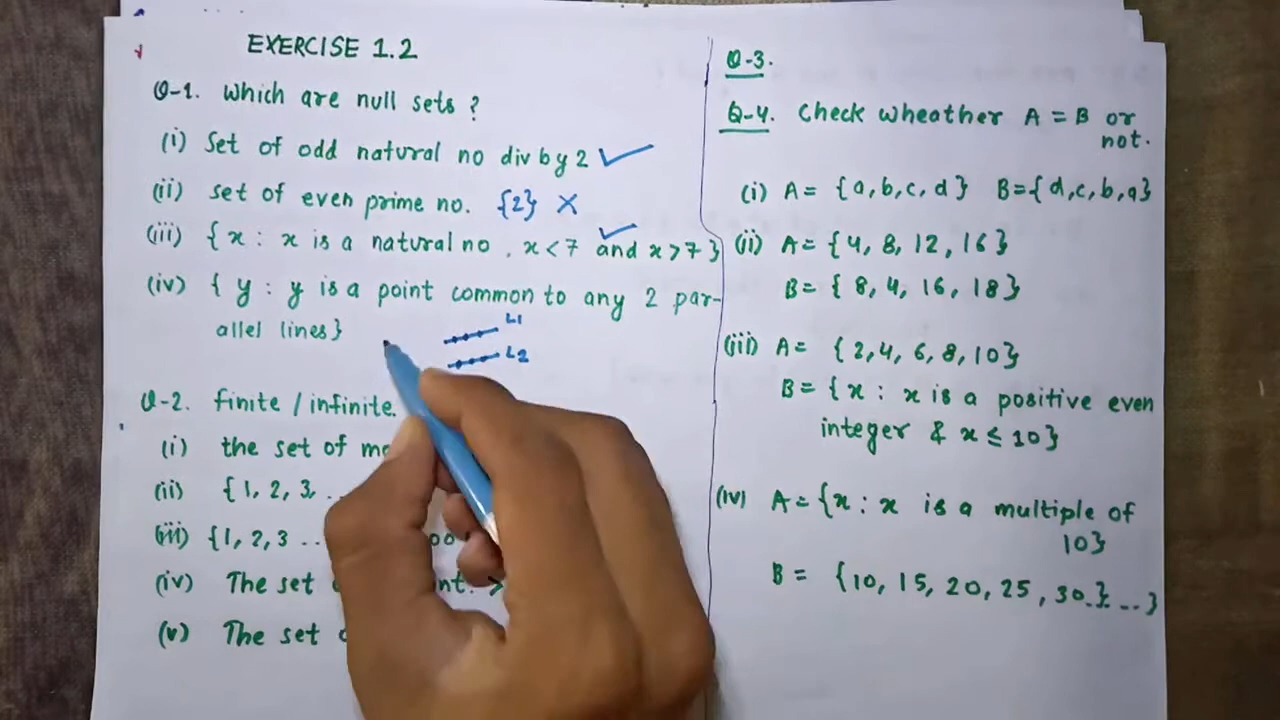 EXERCISE 1.2
Q-1. Which are null sets ?
(i) Set of odd natural no div by 2 ✓
(ii) set of even prime no. {2} X
(iii) { x : x is a natural no , x < 7 and x > 7 } ✓
(iv) { y : y is a point common to any 2 par-
allel lines}
L1
L2
Q-2. finite / infinite.
(i) the set of
(ii) { 1, 2, 3, ..
(iii) {1, 2, 3 ..
(iv) The set
(v) The set
Q-3.
Q-4. Check wheather A = B or
not.
(i) A = {a, b, c, d} B={d,c,b,a}
(ii) A = {4, 8, 12, 16}
B = { 8, 4, 16, 18}
(iii) A = { 2, 4, 6, 8, 10}
B = { x : x is a positive even
integer & x ≤ 10}
(iv) A = {x : x is a multiple of
10}
B = {10, 15, 20, 25, 30..} ...}